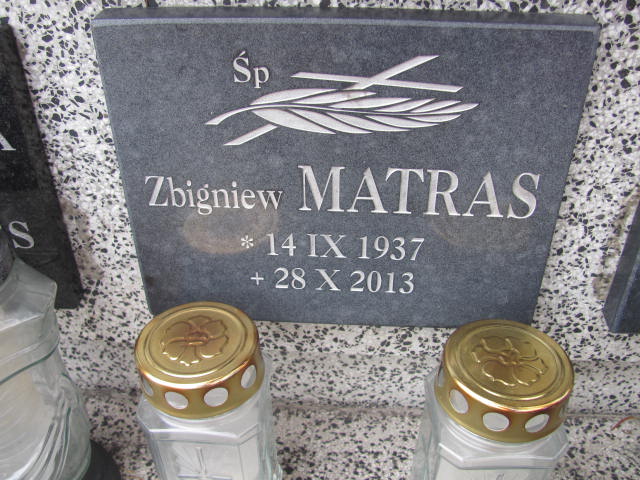 Śp
Zbigniew MATRAS
* 14 IX 1937
+ 28 X 2013